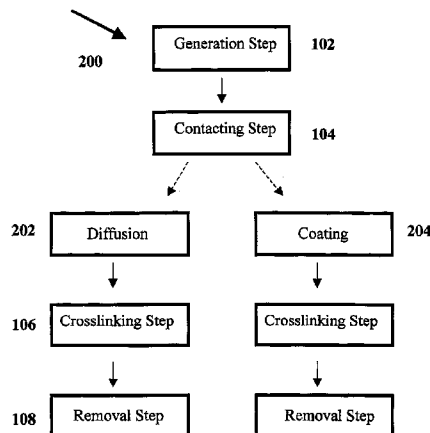 Generation Step 102
200
Contacting Step 104
202 Diffusion Coating 204
106 Crosslinking Step Crosslinking Step
108 Removal Step Removal Step